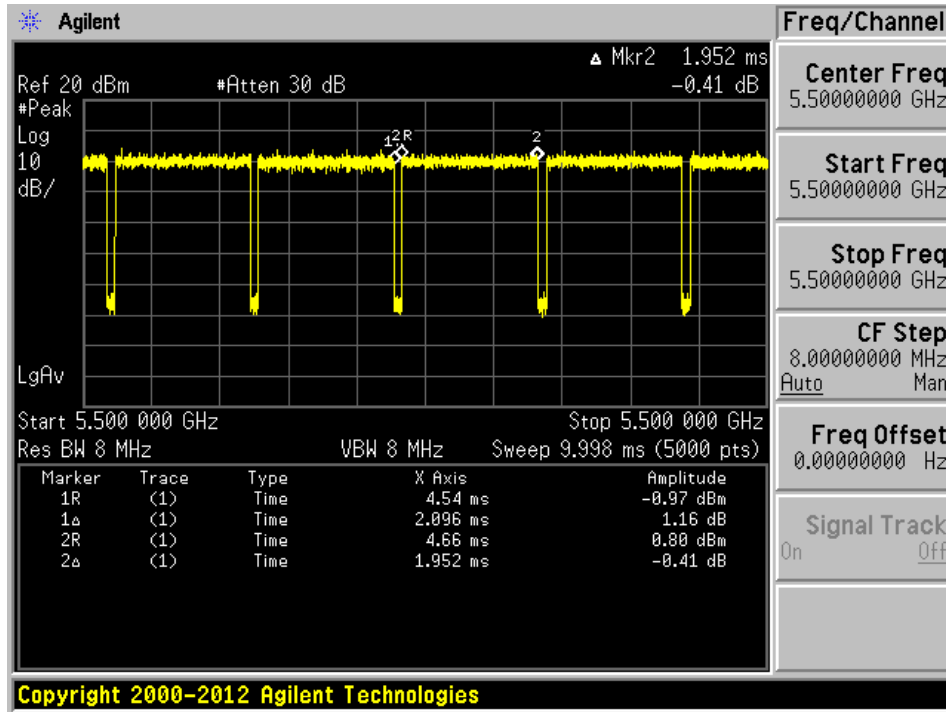 Agilent
Freq/Channel
Δ Mkr2 1.952 ms
Ref 20 dBm #Atten 30 dB -0.41 dB
#Peak
Log
10
dB/
1 2R 2
LgAv
Start 5.500 000 GHz Stop 5.500 000 GHz
Res BW 8 MHz VBW 8 MHz Sweep 9.998 ms (5000 pts)
Marker Trace Type X Axis Amplitude
1R (1) Time 4.54 ms -0.97 dBm
1Δ (1) Time 2.096 ms 1.16 dB
2R (1) Time 4.66 ms 0.80 dBm
2Δ (1) Time 1.952 ms -0.41 dB
Center Freq
5.50000000 GHz
Start Freq
5.50000000 GHz
Stop Freq
5.50000000 GHz
CF Step
8.00000000 MHz
Auto Man
Freq Offset
0.00000000 Hz
Signal Track
On Off
Copyright 2000-2012 Agilent Technologies